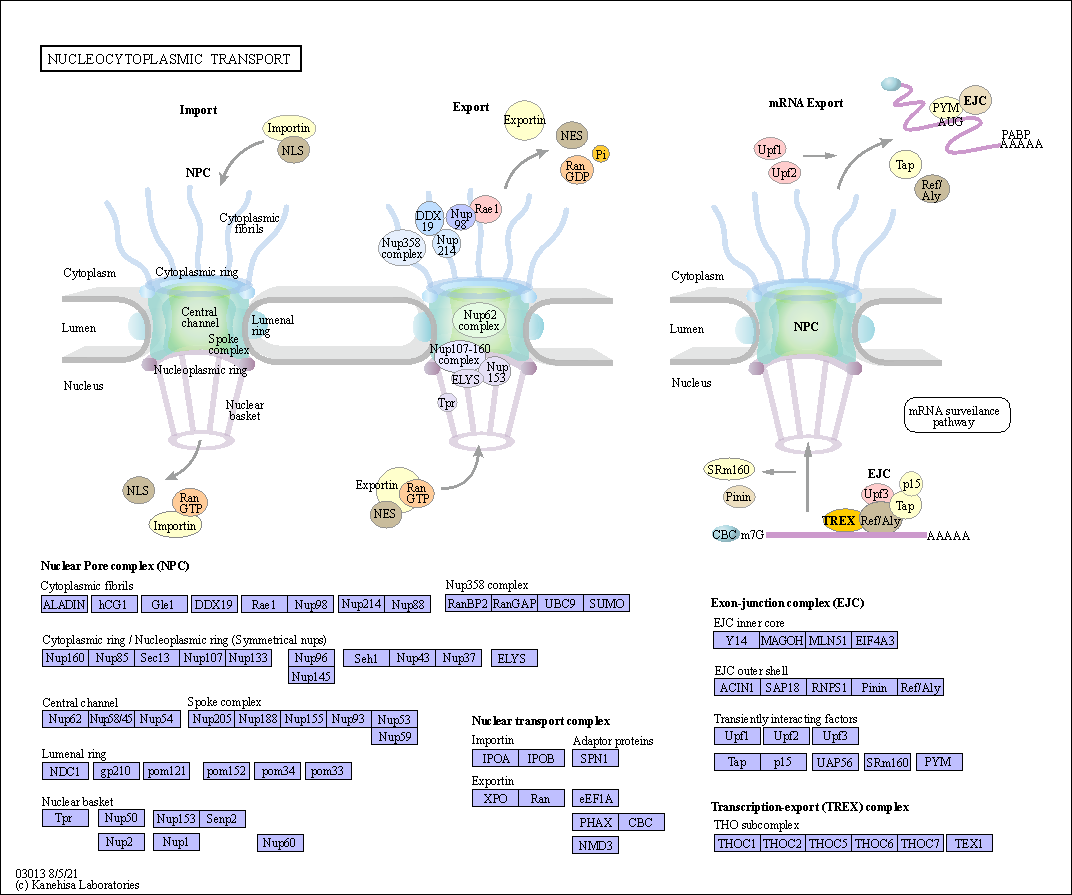 NUCLEOCYTOPLASMIC TRANSPORT
Import
Importin
NLS
NPC
Cytoplasmic
fibrils
Cytoplasm
Cytoplasmic ring
Lumen
Central
channel
Lumenal
ring
Spoke
complex
Nucleoplasmic ring
Nucleus
Nuclear
basket
NLS
Ran
GTP
Importin
Export
Exportin
NES
Pi
Ran
GDP
DDX
19
Nup
98
Rae1
Nup358
complex
Nup
214
Nup62
complex
Nup107-160
complex
Nup
153
ELYS
Tpr
Exportin
Ran
GTP
NES
mRNA Export
Upf1
Upf2
PYM
EJC
AUG
PABP
AAAAA
Tap
Ref/
Aly
Cytoplasm
Lumen
NPC
Nucleus
mRNA surveilance
pathway
SRm160
Pinin
EJC
Upf3
p15
Tap
TREX
Ref/Aly
CBC
m7G
AAAAA
Nuclear Pore complex (NPC)
Cytoplasmic fibrils
ALADIN hCG1 Gle1 DDX19 Rae1 Nup98 Nup214 Nup88
Nup358 complex
RanBP2 RanGAP UBC9 SUMO
Cytoplasmic ring / Nucleoplasmic ring (Symmetrical nups)
Nup160 Nup85 Sec13 Nup107 Nup133 Nup96 Seh1 Nup43 Nup37 ELYS
Nup145
Central channel
Nup62 Nup58/45 Nup54
Spoke complex
Nup205 Nup188 Nup155 Nup93 Nup53
Nup59
Lumenal ring
NDC1 gp210 pom121 pom152 pom34 pom33
Nuclear basket
Tpr Nup50 Nup153 Senp2
Nup2 Nup1 Nup60
Nuclear transport complex
Importin
IPOA IPOB
Adaptor proteins
SPN1
Exportin
XPO Ran eEF1A
PHAX CBC
NMD3
Exon-junction complex (EJC)
EJC inner core
Y14 MAGOH MLN51 EIF4A3
EJC outer shell
ACIN1 SAP18 RNPS1 Pinin Ref/Aly
Transiently interacting factors
Upf1 Upf2 Upf3
Tap p15 UAP56 SRm160 PYM
Transcription-export (TREX) complex
THO subcomplex
THOC1 THOC2 THOC5 THOC6 THOC7 TEX1
03013 8/5/21
(c) Kanehisa Laboratories